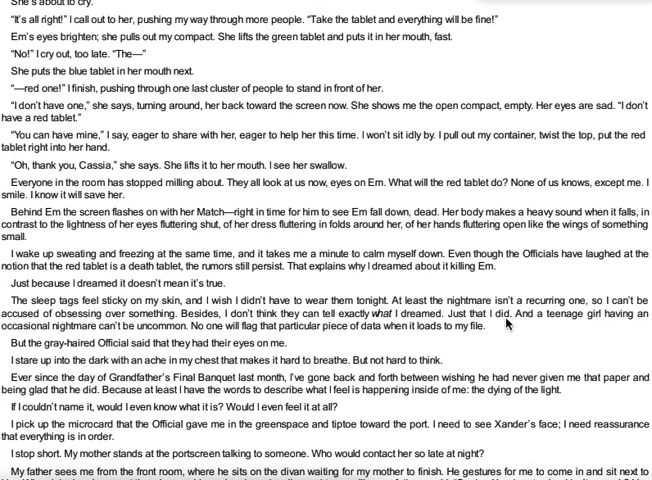 She's about to cry.
"It's all right!" I call out to her, pushing my way through more people. "Take the tablet and everything will be fine!"
Em's eyes brighten; she pulls out my compact. She lifts the green tablet and puts it in her mouth, fast.
"No!" I cry out, too late. "The—"
She puts the blue tablet in her mouth next.
"—red one!" I finish, pushing through one last cluster of people to stand in front of her.
"I don't have one," she says, turning around, her back toward the screen now. She shows me the open compact, empty. Her eyes are sad. "I don't
have a red tablet."
"You can have mine," I say, eager to share with her, eager to help her this time. I won't sit idly by. I pull out my container, twist the top, put the red
tablet right into her hand.
"Oh, thank you, Cassia," she says. She lifts it to her mouth. I see her swallow.
Everyone in the room has stopped milling about. They all look at us now, eyes on Em. What will the red tablet do? None of us knows, except me. I
smile. I know it will save her.
Behind Em the screen flashes on with her Match—right in time for him to see Em fall down, dead. Her body makes a heavy sound when it falls, in
contrast to the lightness of her eyes fluttering shut, of her dress fluttering in folds around her, of her hands fluttering open like the wings of something
small.
I wake up sweating and freezing at the same time, and it takes me a minute to calm myself down. Even though the Officials have laughed at the
notion that the red tablet is a death tablet, the rumors still persist. That explains why I dreamed about it killing Em.
Just because I dreamed it doesn't mean it's true.
The sleep tags feel sticky on my skin, and I wish I didn't have to wear them tonight. At least the nightmare isn't a recurring one, so I can't be
accused of obsessing over something. Besides, I don't think they can tell exactly what I dreamed. Just that I did. And a teenage girl having an
occasional nightmare can't be uncommon. No one will flag that particular piece of data when it loads to my file.
But the gray-haired Official said that they had their eyes on me.
I stare up into the dark with an ache in my chest that makes it hard to breathe. But not hard to think.
Ever since the day of Grandfather's Final Banquet last month, I've gone back and forth between wishing he had never given me that paper and
being glad that he did. Because at least I have the words to describe what I feel is happening inside of me: the dying of the light.
If I couldn't name it, would I even know what it is? Would I even feel it at all?
I pick up the microcard that the Official gave me in the greenspace and tiptoe toward the port. I need to see Xander's face; I need reassurance
that everything is in order.
I stop short. My mother stands at the portscreen talking to someone. Who would contact her so late at night?
My father sees me from the front room, where he sits on the divan waiting for my mother to finish. He gestures for me to come in and sit next to